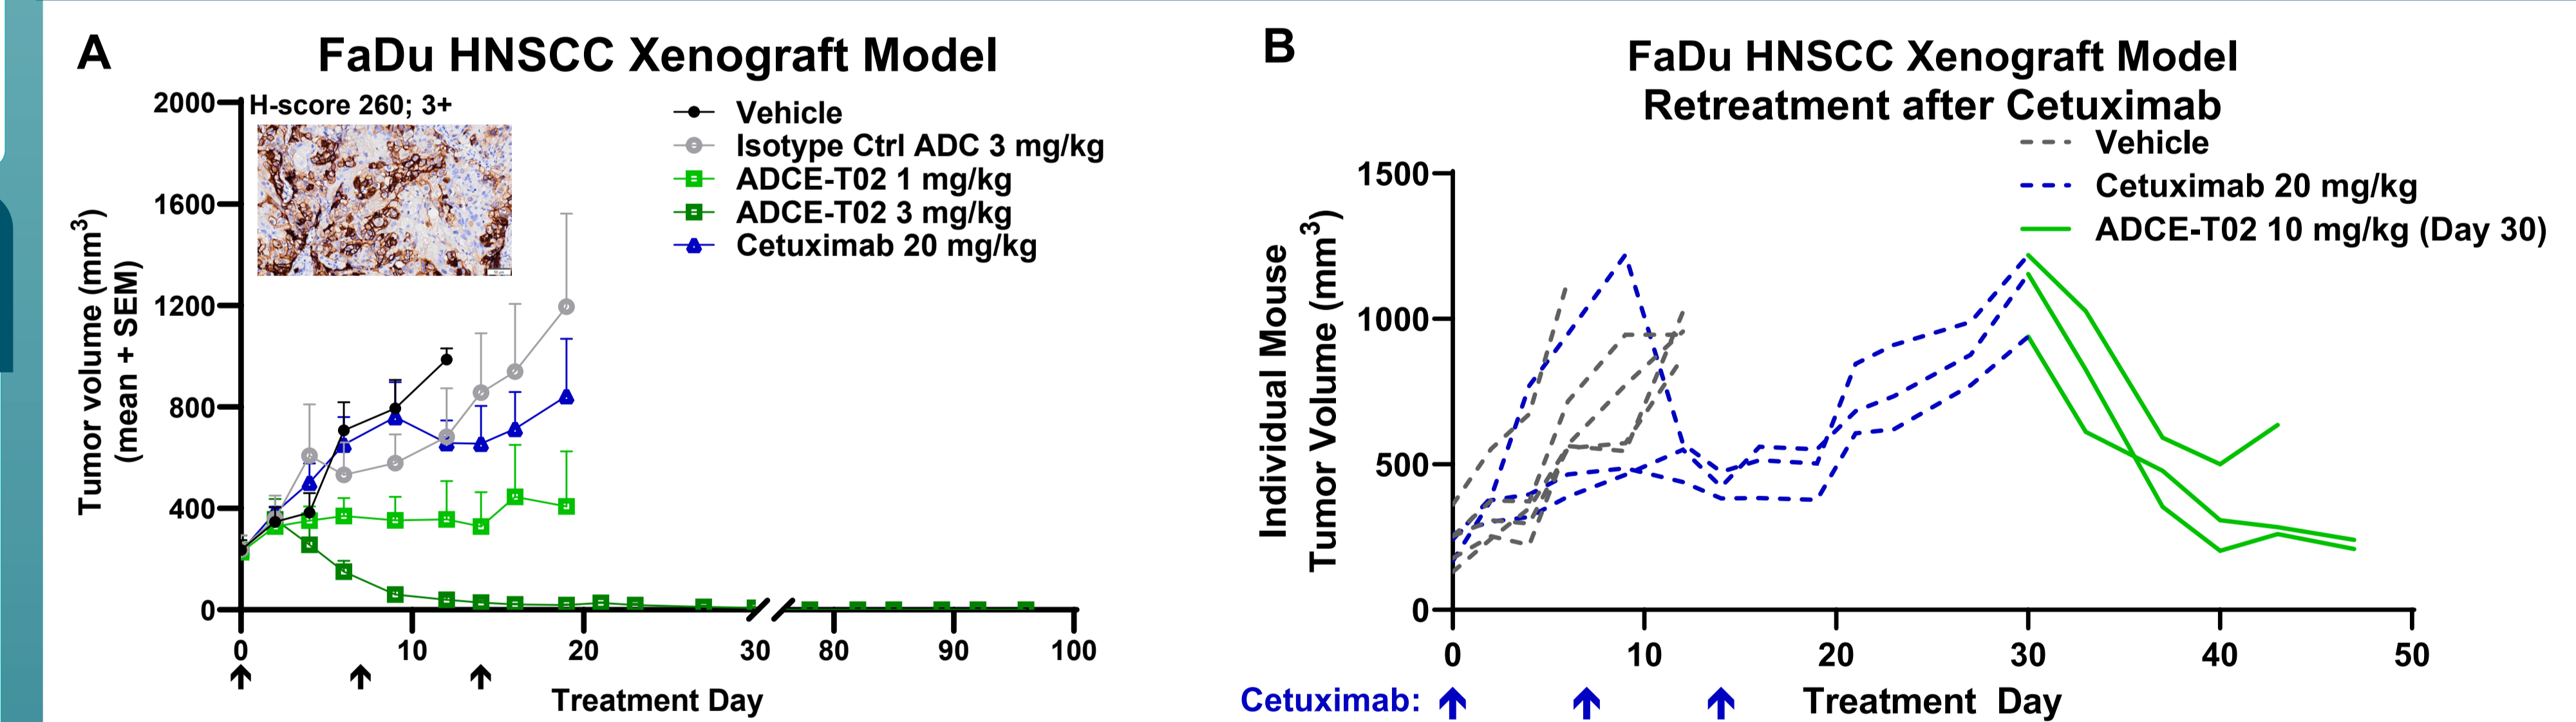 A
FaDu HNSCC Xenograft Model
H-score 260; 3+
Vehicle
Isotype Ctrl ADC 3 mg/kg
ADCE-T02 1 mg/kg
ADCE-T02 3 mg/kg
Cetuximab 20 mg/kg
Tumor volume (mm³)
(mean + SEM)
2000
1600
1200
800
400
0
0 10 20 30 80 90 100
Treatment Day
B
FaDu HNSCC Xenograft Model
Retreatment after Cetuximab
Vehicle
Cetuximab 20 mg/kg
ADCE-T02 10 mg/kg (Day 30)
Individual Mouse
Tumor Volume (mm³)
1500
1000
500
0
0 10 20 30 40 50
Cetuximab:
Treatment Day